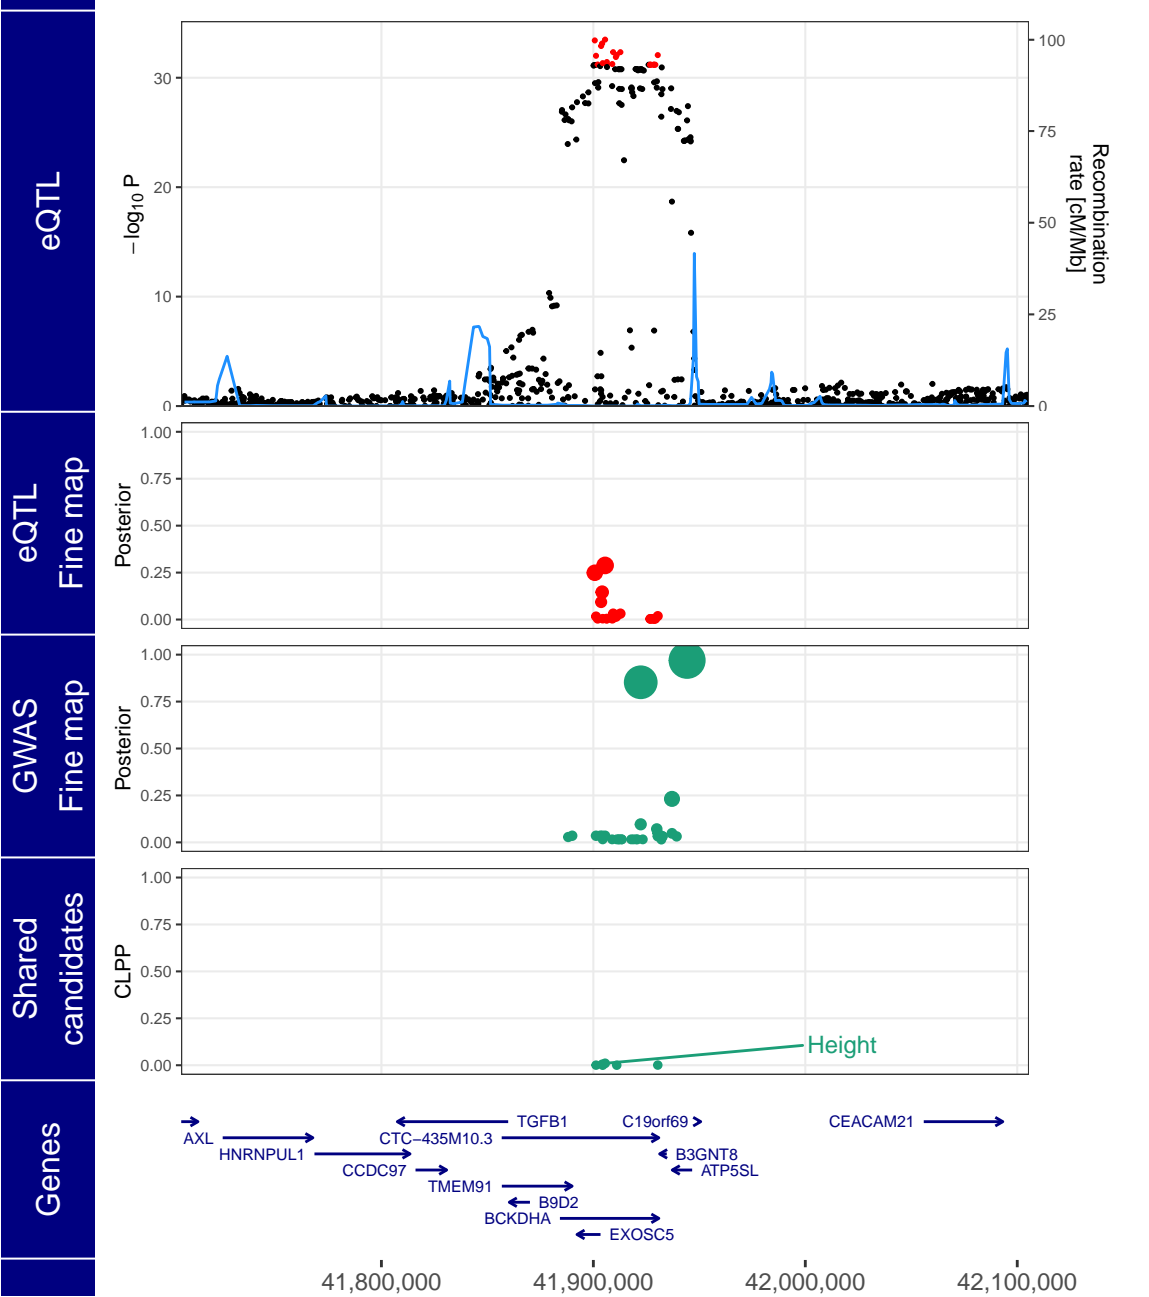 eQTL
−log10 P
0
10
20
30
0
25
50
75
100
Recombination
rate [cM/Mb]
eQTL
Fine map
Posterior
1.00
0.75
0.50
0.25
0.00
GWAS
Fine map
Posterior
1.00
0.75
0.50
0.25
0.00
Shared
candidates
CLPP
1.00
0.75
0.50
0.25
0.00
Height
Genes
TGFB1
C19orf69
CEACAM21
AXL
CTC−435M10.3
HNRNPUL1
B3GNT8
CCDC97
ATP5SL
TMEM91
B9D2
BCKDHA
EXOSC5
41,800,000
41,900,000
42,000,000
42,100,000